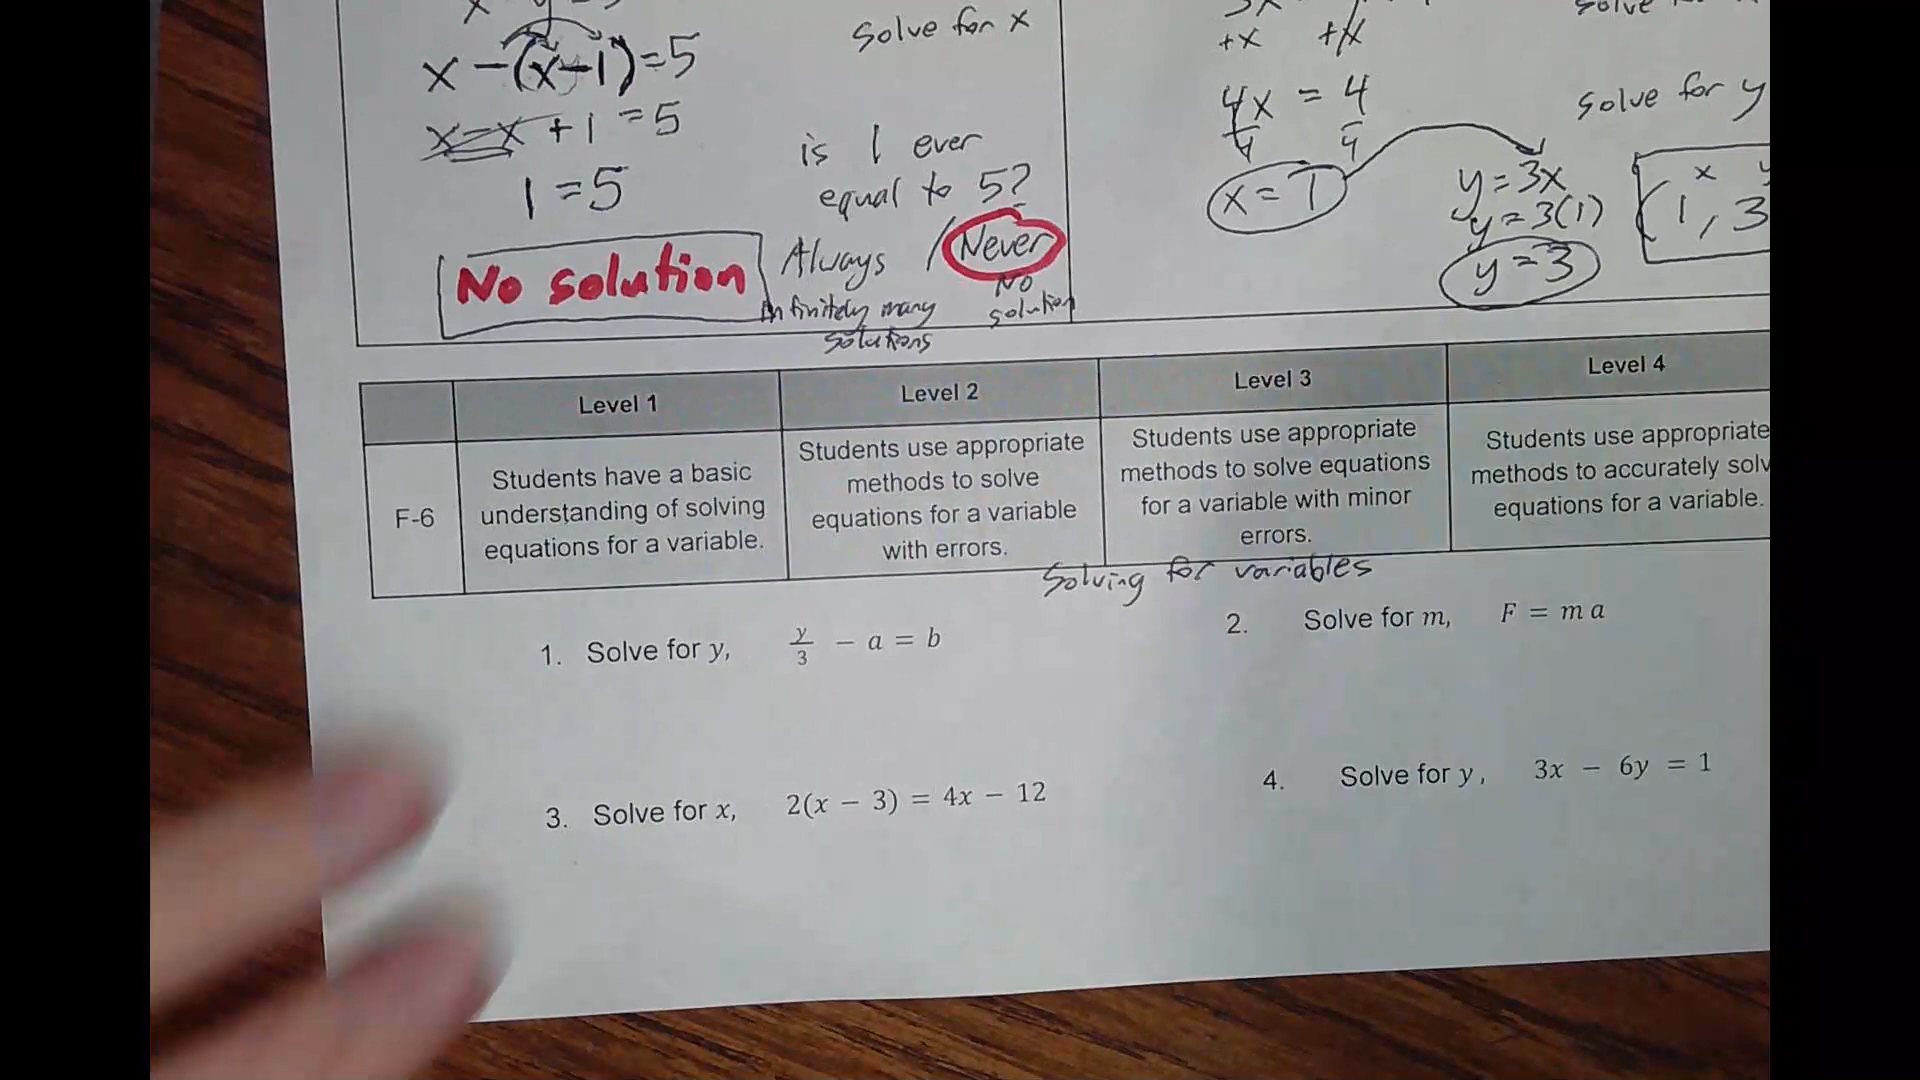 x - (x - 1) = 5
x - x + 1 = 5
1 = 5
No solution
solve for x
is 1 ever
equal to 5?
Always / Never
infinitely many
solutions
No
solution
+x +x
4x = 4
4 4
x = 1
solve for y
y = 3x
y = 3(1)
y = 3
x
(1, 3
Level 1 Level 2 Level 3 Level 4
F-6
Students have a basic
understanding of solving
equations for a variable.
Students use appropriate
methods to solve
equations for a variable
with errors.
Students use appropriate
methods to solve equations
for a variable with minor
errors.
Students use appropriate
methods to accurately solv
equations for a variable.
Solving for variables
1. Solve for y, y/3 − a = b
2. Solve for m, F = m a
3. Solve for x, 2(x − 3) = 4x − 12
4. Solve for y, 3x − 6y = 1